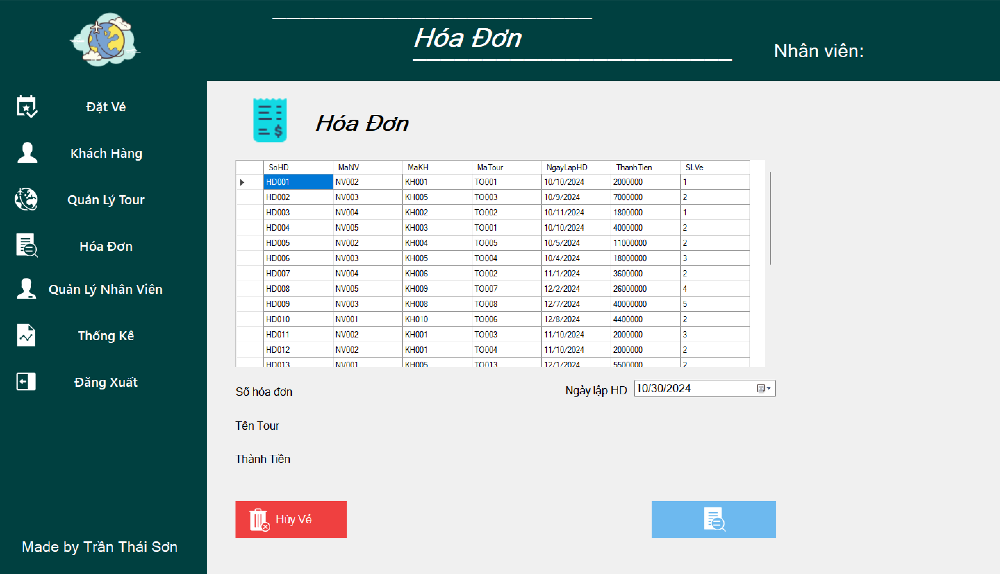 Hóa Đơn
Nhân viên:
Đặt Vé
Khách Hàng
Quản Lý Tour
Hóa Đơn
Quản Lý Nhân Viên
Thống Kê
Đăng Xuất
Made by Trần Thái Sơn
Hóa Đơn
SoHD MaNV MaKH MaTour NgayLapHD ThanhTien SLVe
HD001 NV002 KH001 TO001 10/10/2024 2000000 1
HD002 NV003 KH005 TO003 10/9/2024 7000000 2
HD003 NV004 KH002 TO002 10/11/2024 1800000 1
HD004 NV005 KH003 TO001 10/10/2024 4000000 2
HD005 NV002 KH004 TO005 10/5/2024 11000000 2
HD006 NV003 KH005 TO004 10/4/2024 18000000 3
HD007 NV004 KH006 TO002 11/1/2024 3600000 2
HD008 NV005 KH009 TO007 12/2/2024 26000000 4
HD009 NV003 KH008 TO008 12/7/2024 40000000 5
HD010 NV001 KH010 TO006 12/8/2024 4400000 2
HD011 NV002 KH001 TO003 11/10/2024 2000000 3
HD012 NV002 KH001 TO004 11/10/2024 2000000 2
HD013 NV001 KH005 TO013 12/1/2024 5500000 2
Số hóa đơn
Ngày lập HD 10/30/2024
Tên Tour
Thành Tiền
Hủy Vé